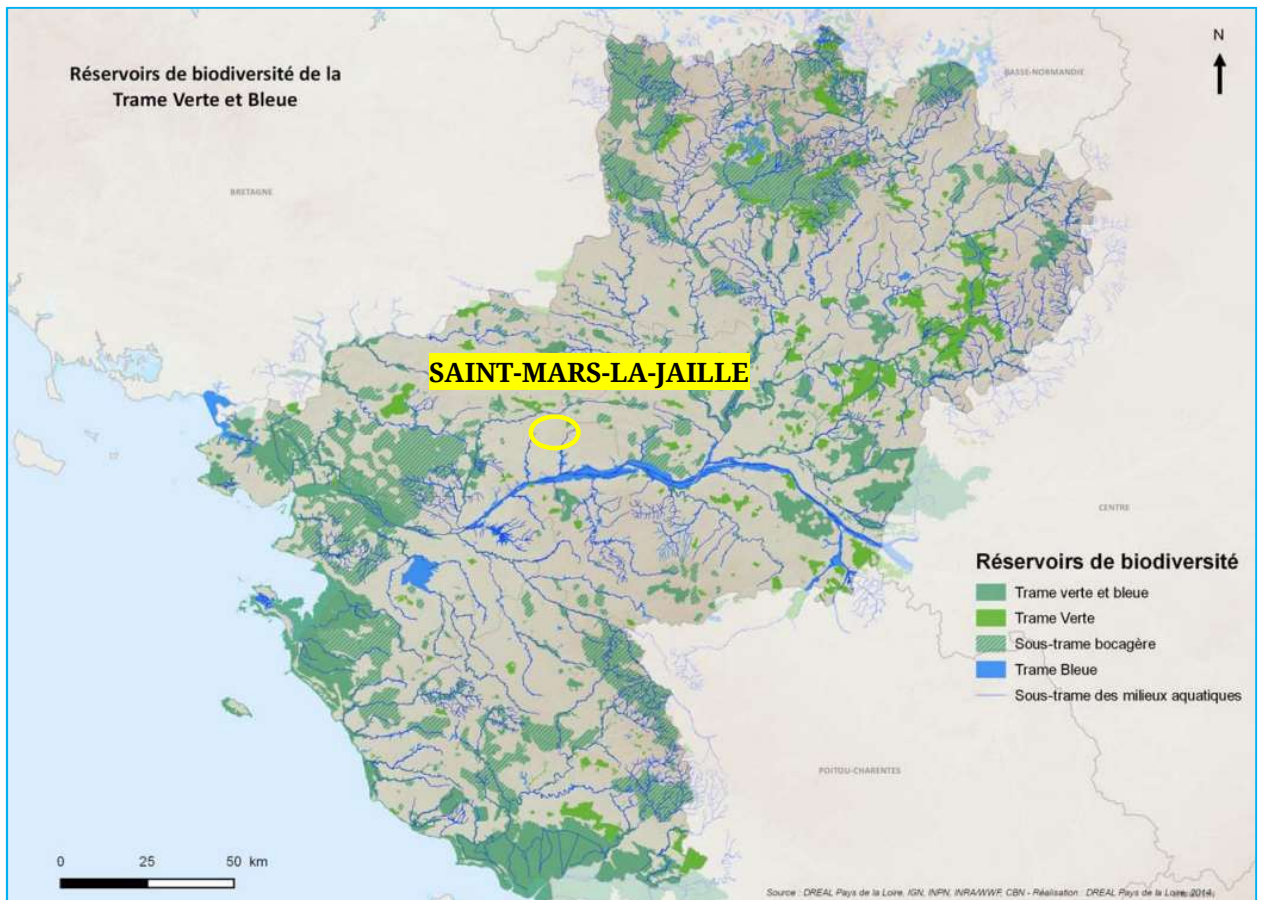 Réservoirs de biodiversité de la
Trame Verte et Bleue
N
BASSE-NORMANDIE
BRETAGNE
SAINT-MARS-LA-JAILLE
CENTRE
Réservoirs de biodiversité
Trame verte et bleue
Trame Verte
Sous-trame bocagère
Trame Bleue
Sous-trame des milieux aquatiques
POITOU-CHARENTES
0 25 50 km
Source : DREAL Pays de la Loire, IGN, INPN, INRA/WWF, CBN - Réalisation : DREAL Pays de la Loire, 2014